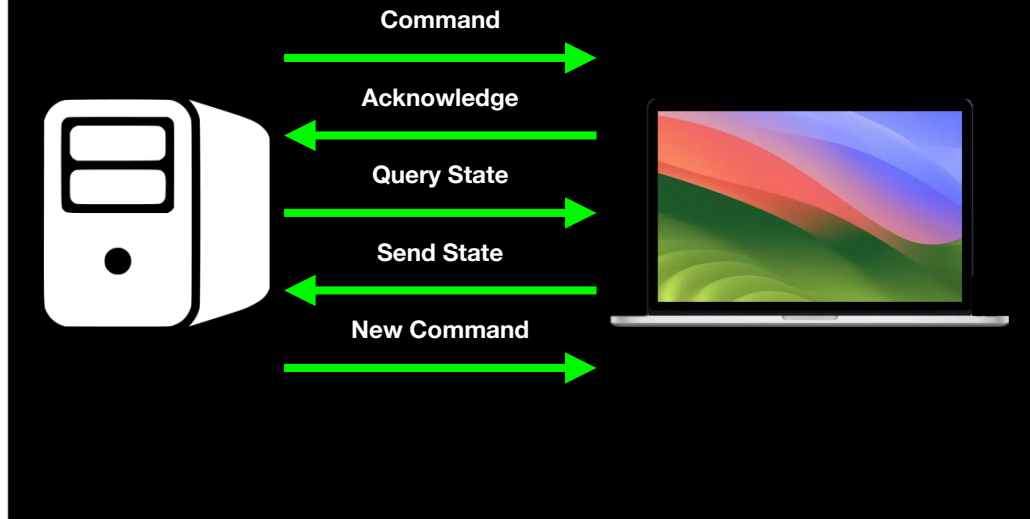 Command
Acknowledge
Query State
Send State
New Command